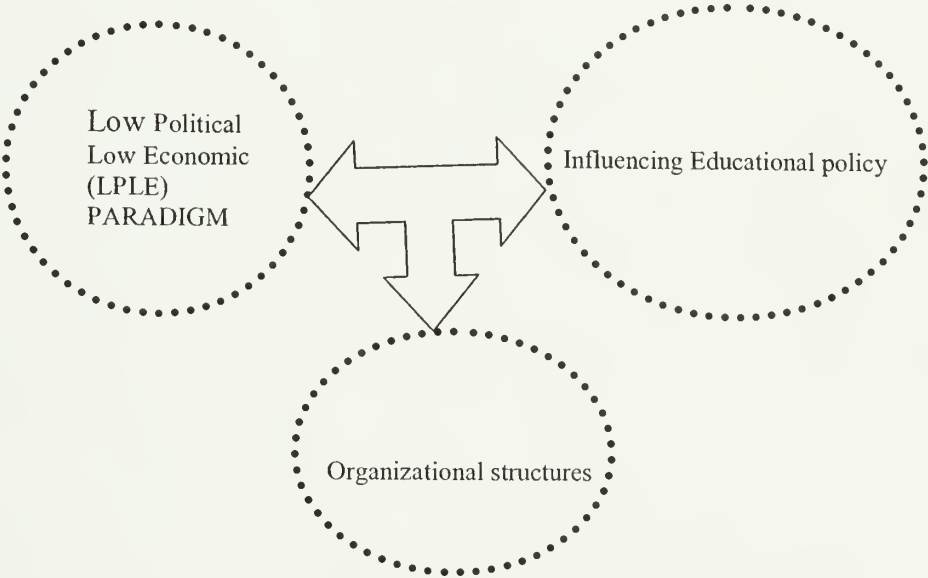 Low Political
Low Economic
(LPLE)
PARADIGM
Influencing Educational policy
Organizational structures